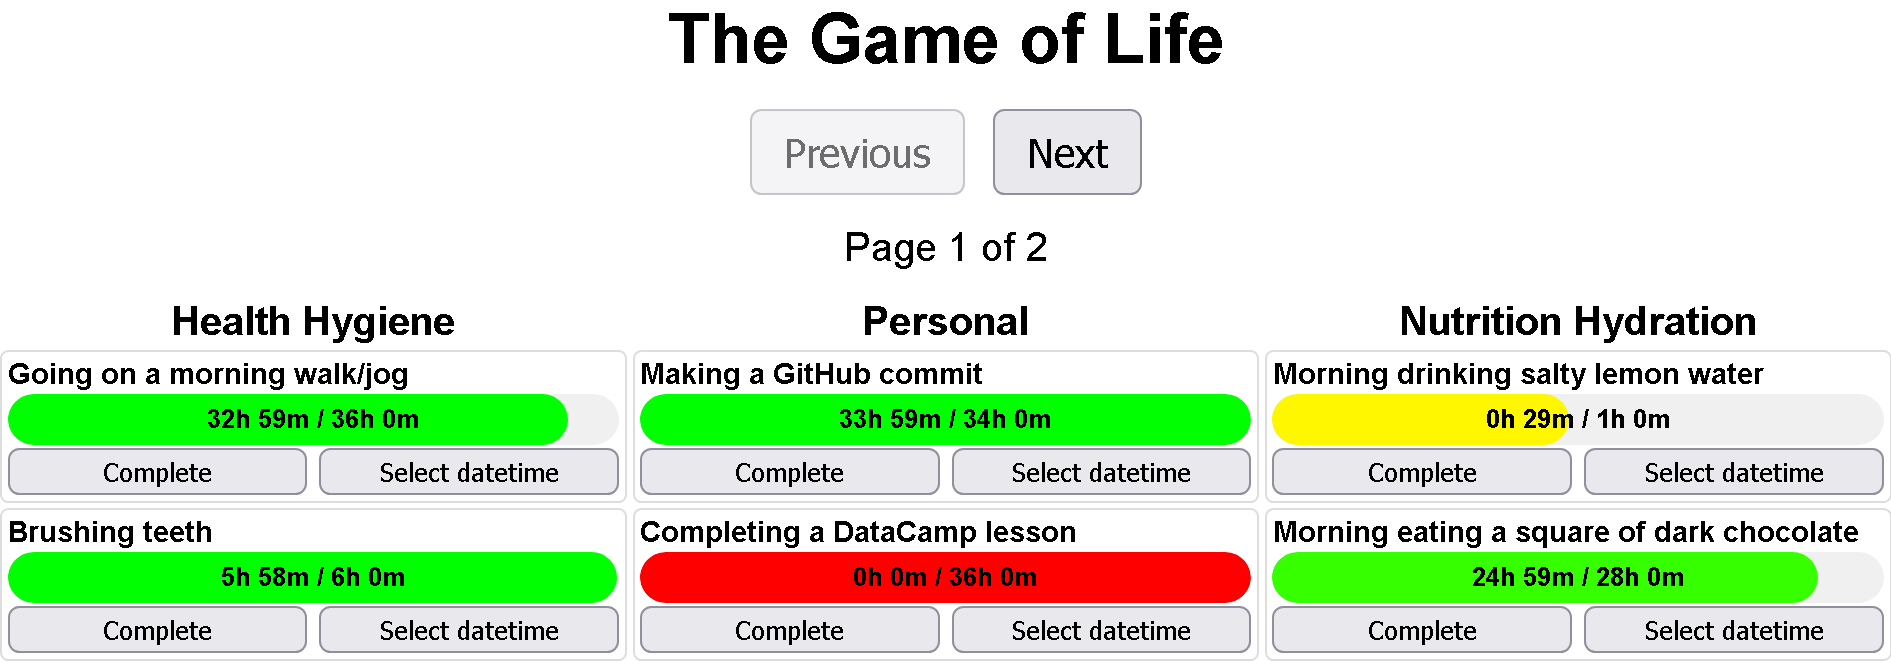 The Game of Life
Previous Next
Page 1 of 2
Health Hygiene
Going on a morning walk/jog
32h 59m / 36h 0m
Complete Select datetime
Brushing teeth
5h 58m / 6h 0m
Complete Select datetime
Personal
Making a GitHub commit
33h 59m / 34h 0m
Complete Select datetime
Completing a DataCamp lesson
0h 0m / 36h 0m
Complete Select datetime
Nutrition Hydration
Morning drinking salty lemon water
0h 29m / 1h 0m
Complete Select datetime
Morning eating a square of dark chocolate
24h 59m / 28h 0m
Complete Select datetime